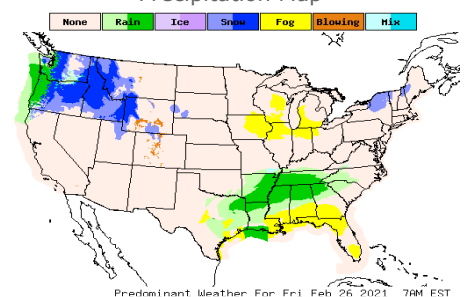 Precipitation Map
None Rain Ice Snow Fog Blowing Mix
Predominant Weather For Fri Feb 26 2021 7AM EST